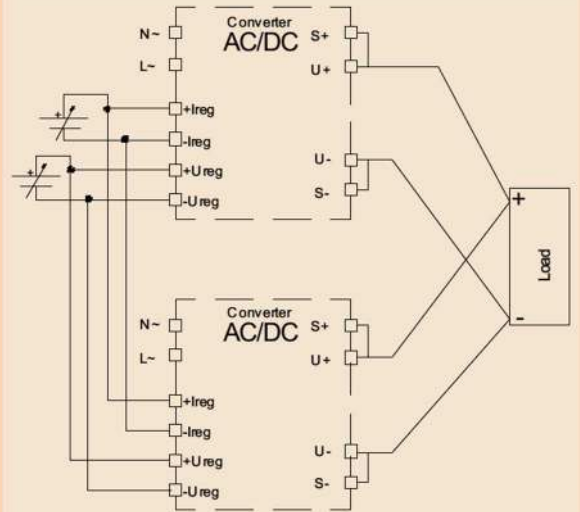 Converter
AC/DC
N~
L~
+Ireg
-Ireg
+Ureg
-Ureg
S+
U+
U-
S-
+
+
+
-
Load
Converter
AC/DC
N~
L~
+Ireg
-Ireg
+Ureg
-Ureg
S+
U+
U-
S-